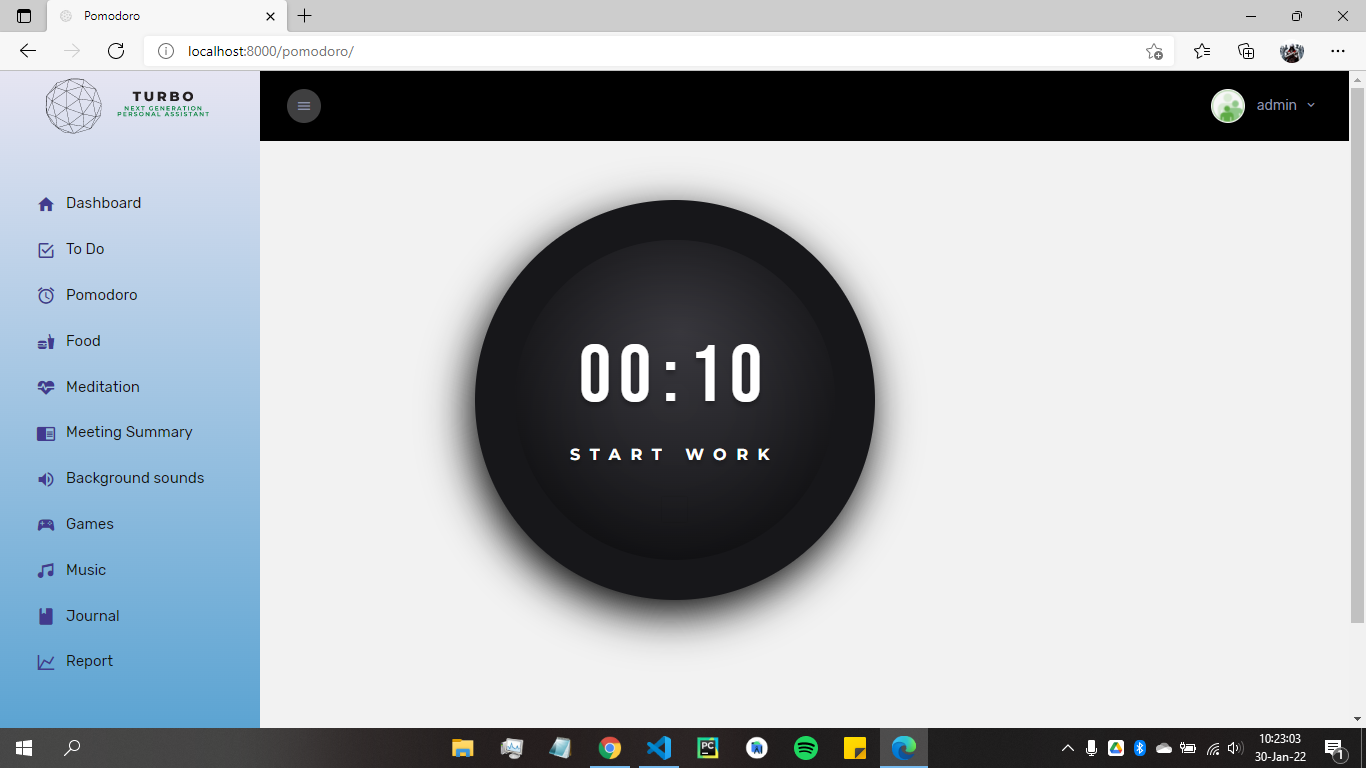 Pomodoro
localhost:8000/pomodoro/
TURBO
NEXT GENERATION
PERSONAL ASSISTANT
admin
Dashboard
To Do
Pomodoro
Food
Meditation
Meeting Summary
Background sounds
Games
Music
Journal
Report
00:10
START WORK
PC
10:23:03
30-Jan-22
1